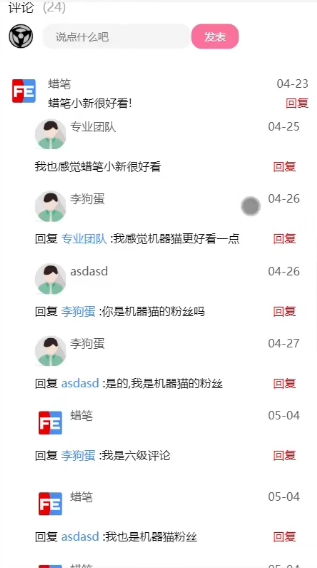 评论 (24)
说点什么吧 发表
FE 蜡笔 04-23
蜡笔小新很好看! 回复
专业团队 04-25
我也感觉蜡笔小新很好看 回复
李狗蛋 04-26
回复 专业团队 :我感觉机器猫更好看一点 回复
asdasd 04-26
回复 李狗蛋 :你是机器猫的粉丝吗 回复
李狗蛋 04-27
回复 asdasd :是的,我是机器猫的粉丝 回复
FE 蜡笔 05-04
回复 李狗蛋 :我是六级评论 回复
FE 蜡笔 05-04
回复 asdasd :我也是机器猫粉丝 回复
蜡笔 05-04